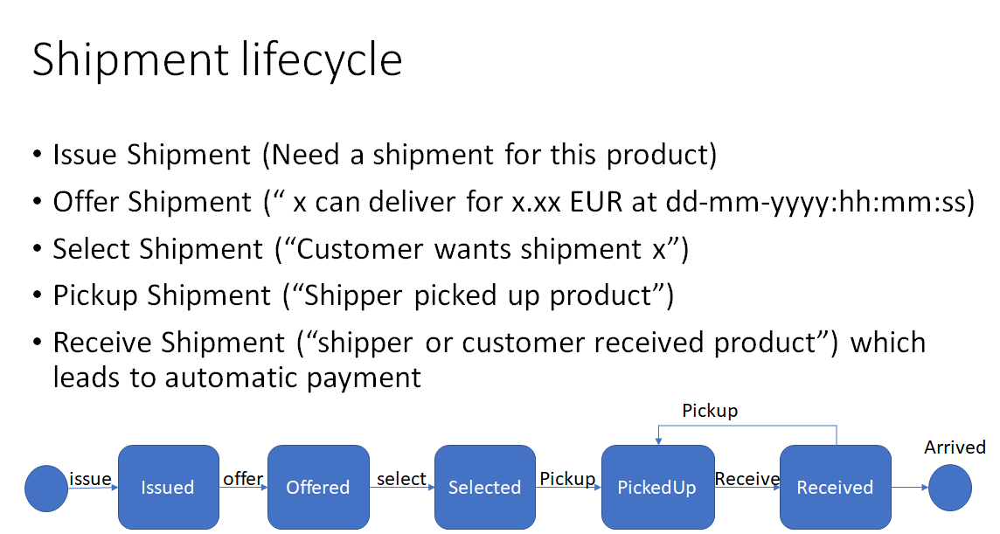 Shipment lifecycle
• Issue Shipment (Need a shipment for this product)
• Offer Shipment (“ x can deliver for x.xx EUR at dd-mm-yyyy:hh:mm:ss)
• Select Shipment (“Customer wants shipment x”)
• Pickup Shipment (“Shipper picked up product”)
• Receive Shipment (“shipper or customer received product”) which
leads to automatic payment
Pickup
Arrived
issue
Issued
offer
Offered
select
Selected
Pickup
PickedUp
Receive
Received